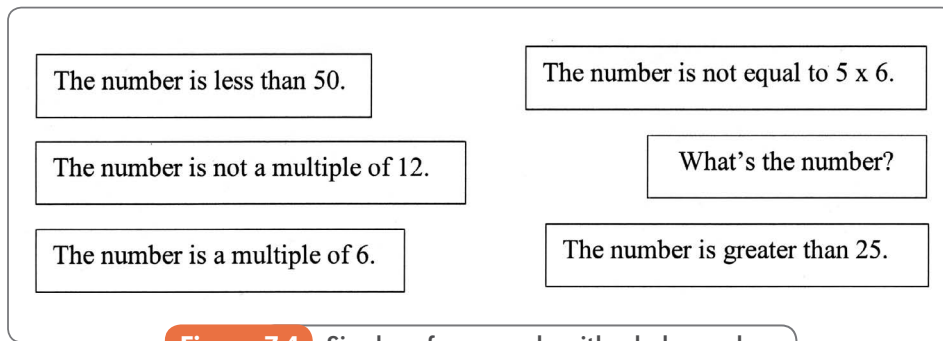 The number is less than 50.
The number is not a multiple of 12.
The number is a multiple of 6.
The number is not equal to 5 x 6.
What's the number?
The number is greater than 25.